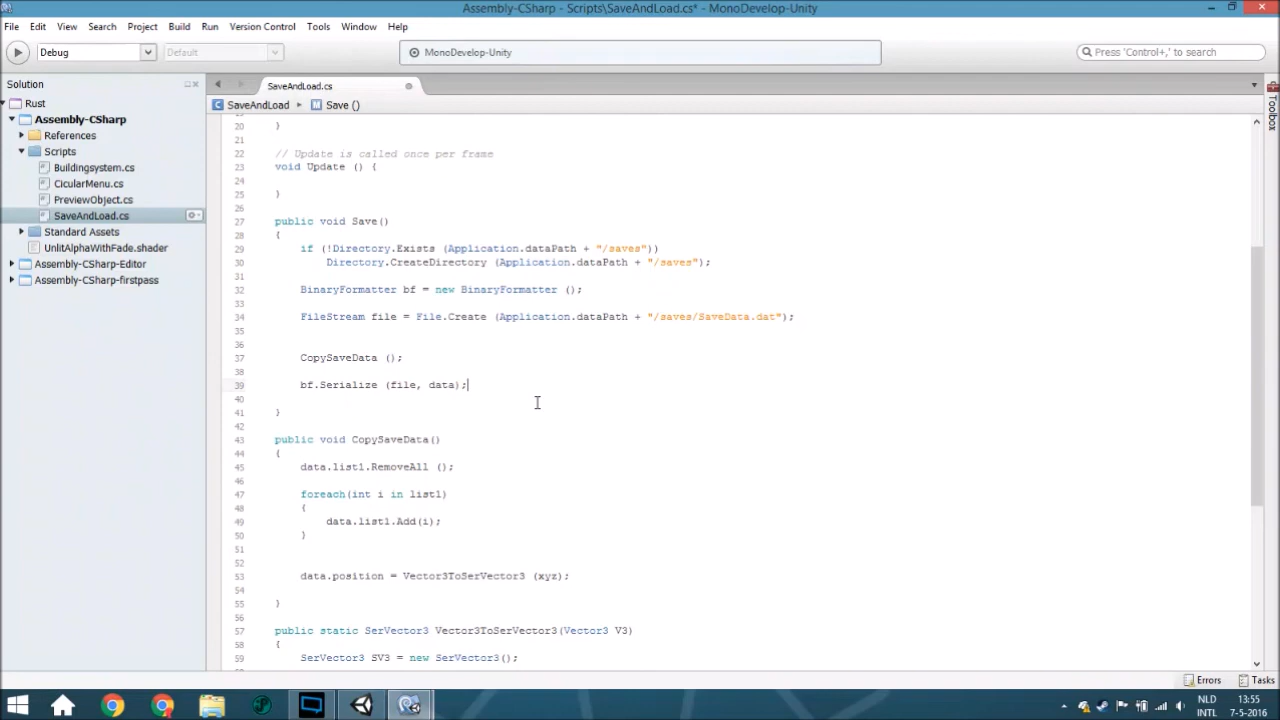 Assembly-CSharp - Scripts\SaveAndLoad.cs* - MonoDevelop-Unity
File Edit View Search Project Build Run Version Control Tools Window Help
Debug Default MonoDevelop-Unity Press 'Control+,' to search
Solution SaveAndLoad.cs
SaveAndLoad Save ()
Toolbox
Rust
Assembly-CSharp
References
Scripts
Buildingsystem.cs
CicularMenu.cs
PreviewObject.cs
SaveAndLoad.cs
Standard Assets
UnlitAlphaWithFade.shader
Assembly-CSharp-Editor
Assembly-CSharp-firstpass
20 }
21
22 // Update is called once per frame
23 void Update () {
24
25 }
26
27 public void Save()
28 {
29 if (!Directory.Exists (Application.dataPath + "/saves"))
30 Directory.CreateDirectory (Application.dataPath + "/saves");
31
32 BinaryFormatter bf = new BinaryFormatter ();
33
34 FileStream file = File.Create (Application.dataPath + "/saves/SaveData.dat");
35
36
37 CopySaveData ();
38
39 bf.Serialize (file, data);
40
41 }
42
43 public void CopySaveData()
44 {
45 data.list1.RemoveAll ();
46
47 foreach(int i in list1)
48 {
49 data.list1.Add(i);
50 }
51
52
53 data.position = Vector3ToSerVector3 (xyz);
54
55 }
56
57 public static SerVector3 Vector3ToSerVector3(Vector3 V3)
58 {
59 SerVector3 SV3 = new SerVector3();
Errors Tasks
NLD 13:55
INTL 7-5-2016